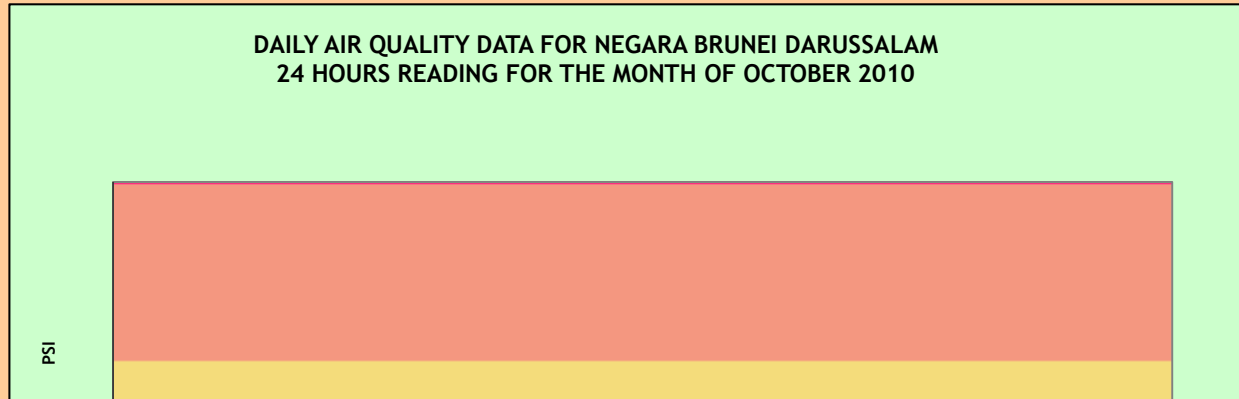 DAILY AIR QUALITY DATA FOR NEGARA BRUNEI DARUSSALAM
24 HOURS READING FOR THE MONTH OF OCTOBER 2010
PSI